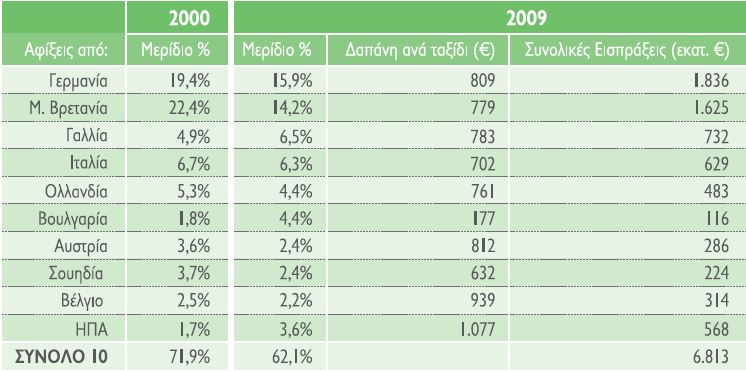 2000 2009
Αφίξεις από: Μερίδιο % Μερίδιο % Δαπάνη ανά ταξίδι (€) Συνολικές Εισπράξεις (εκατ. €)
Γερμανία 19,4% 15,9% 809 1.836
Μ. Βρετανία 22,4% 14,2% 779 1.625
Γαλλία 4,9% 6,5% 783 732
Ιταλία 6,7% 6,3% 702 629
Ολλανδία 5,3% 4,4% 761 483
Βουλγαρία 1,8% 4,4% 177 116
Αυστρία 3,6% 2,4% 812 286
Σουηδία 3,7% 2,4% 632 224
Βέλγιο 2,5% 2,2% 939 314
ΗΠΑ 1,7% 3,6% 1.077 568
ΣΥΝΟΛΟ 10 71,9% 62,1% 6.813